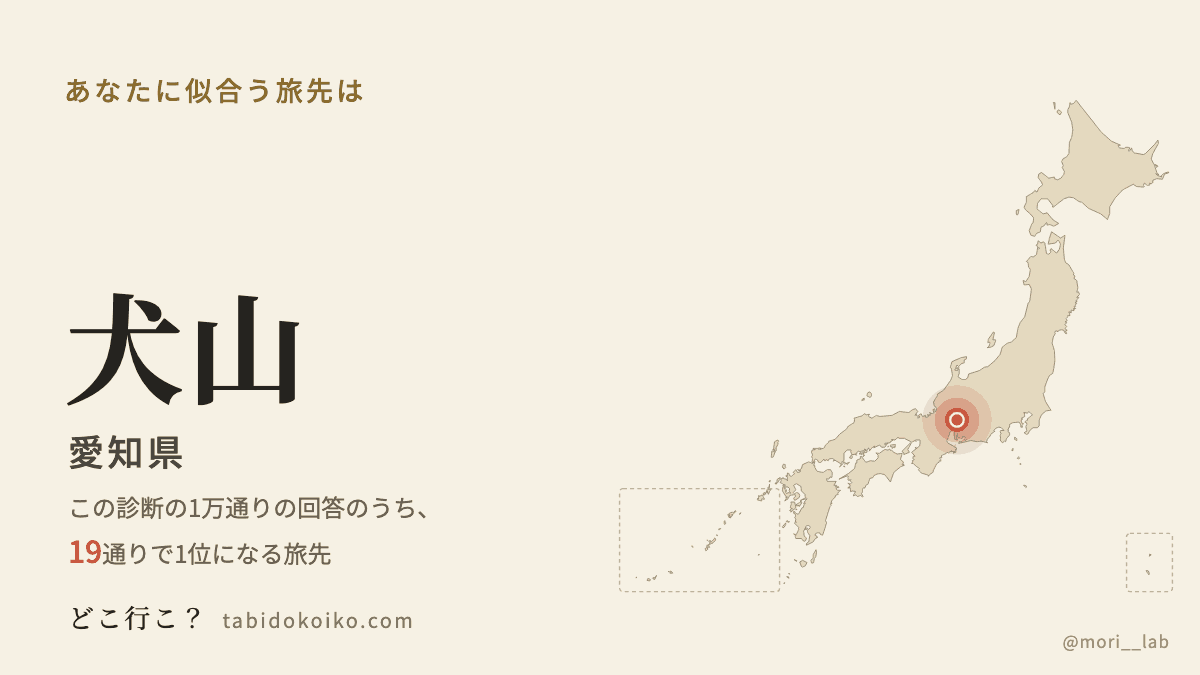 あなたに似合う旅先は
犬山
愛知県
この診断の1万通りの回答のうち、
19通りで1位になる旅先
どこ行こ？ tabidokoiko.com
@mori__lab